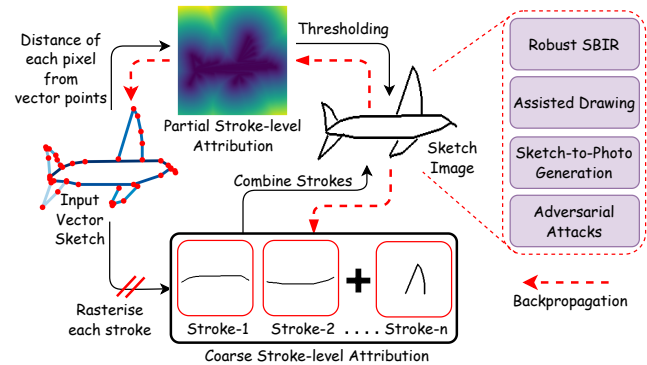 Distance of
each pixel
from
vector points
Thresholding
Partial Stroke-level
Attribution
Sketch
Image
Input
Vector
Sketch
Combine Strokes
Rasterise
each stroke
Stroke-1
Stroke-2
. . . .
Stroke-n
Coarse Stroke-level Attribution
Robust SBIR
Assisted Drawing
Sketch-to-Photo
Generation
Adversarial
Attacks
Backpropagation